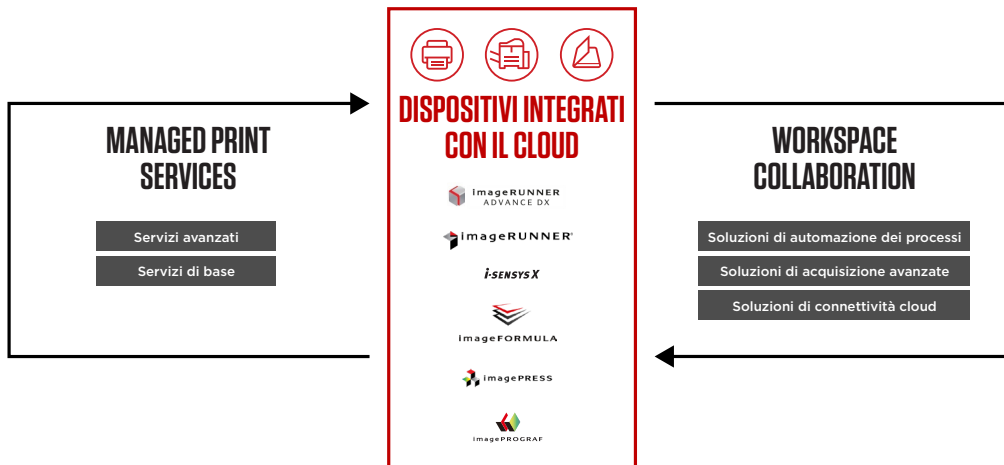 MANAGED PRINT
SERVICES
Servizi avanzati
Servizi di base
DISPOSITIVI INTEGRATI
CON IL CLOUD
imageRUNNER
ADVANCE DX
imageRUNNER®
i-SENSYS X
imageFORMULA
imagePRESS
imagePROGRAF
WORKSPACE
COLLABORATION
Soluzioni di automazione dei processi
Soluzioni di acquisizione avanzate
Soluzioni di connettività cloud